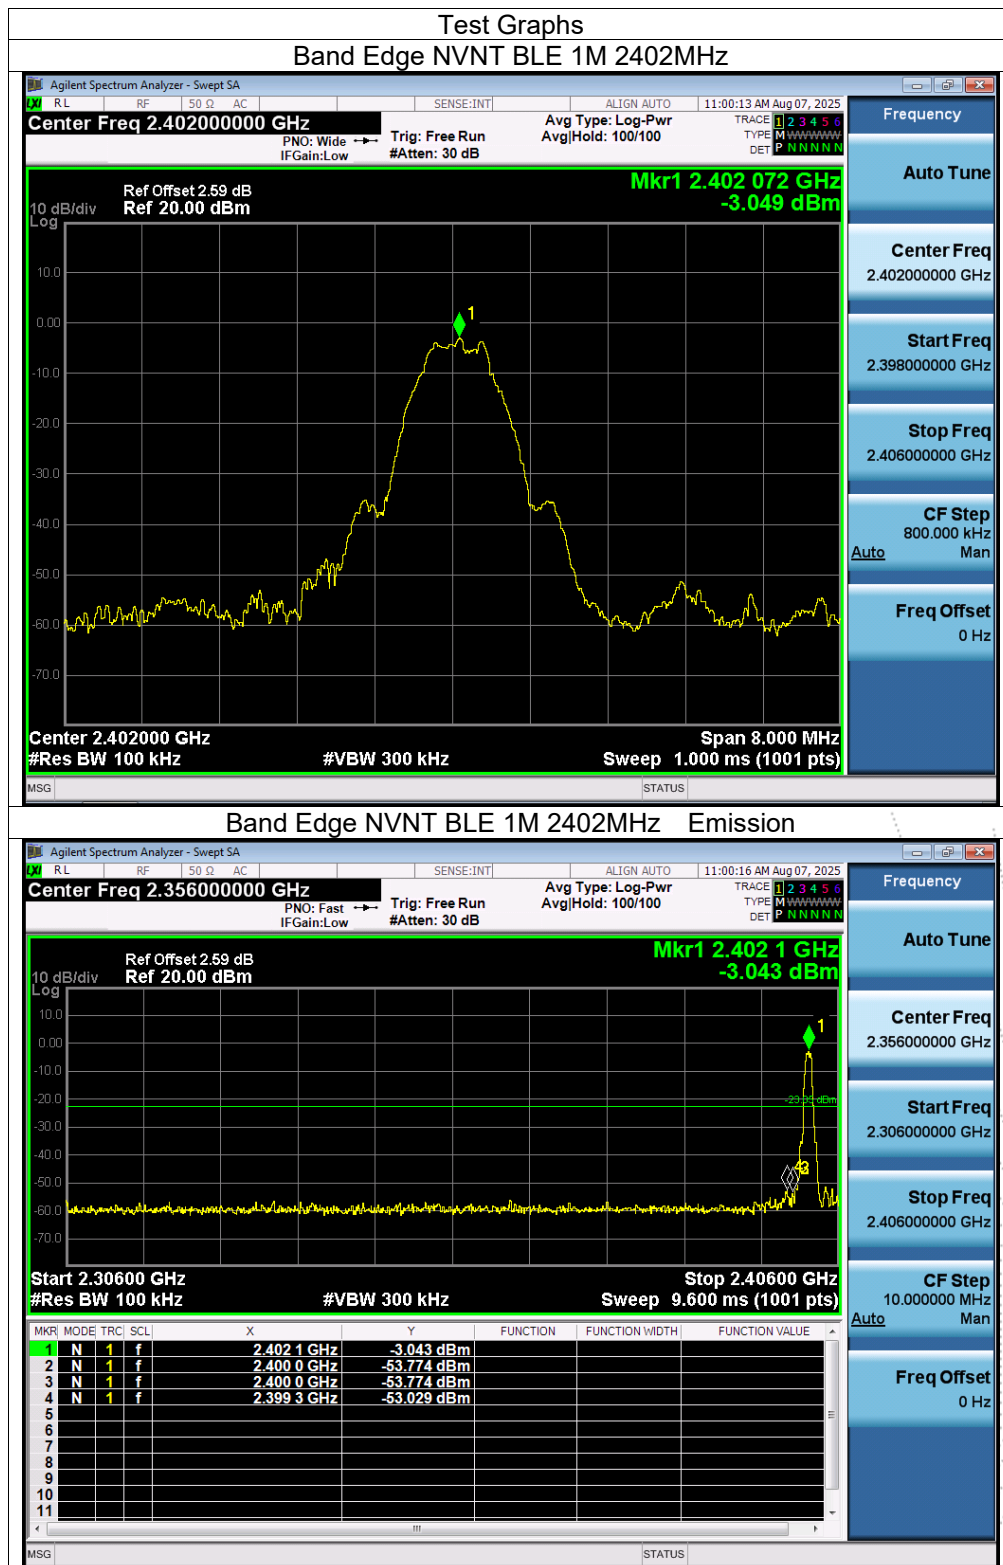 Test Graphs
Band Edge NVNT BLE 1M 2402MHz
Agilent Spectrum Analyzer - Swept SA
LXI RL RF 50 Ω AC SENSE:INT ALIGN AUTO 11:00:13 AM Aug 07, 2025
Center Freq 2.402000000 GHz Avg Type: Log-Pwr TRACE 1 2 3 4 5 6
PNO: Wide Trig: Free Run Avg|Hold: 100/100 TYPE M WWWWW
IFGain:Low #Atten: 30 dB DET P N N N N N
Mkr1 2.402 072 GHz
-3.049 dBm
Ref Offset 2.59 dB
10 dB/div Ref 20.00 dBm
Log
10.0
0.00
-10.0
-20.0
-30.0
-40.0
-50.0
-60.0
-70.0
1
Center 2.402000 GHz Span 8.000 MHz
#Res BW 100 kHz #VBW 300 kHz Sweep 1.000 ms (1001 pts)
MSG STATUS
Frequency
Auto Tune
Center Freq
2.402000000 GHz
Start Freq
2.398000000 GHz
Stop Freq
2.406000000 GHz
CF Step
800.000 kHz
Auto Man
Freq Offset
0 Hz
Band Edge NVNT BLE 1M 2402MHz Emission
Agilent Spectrum Analyzer - Swept SA
LXI RL RF 50 Ω AC SENSE:INT ALIGN AUTO 11:00:16 AM Aug 07, 2025
Center Freq 2.356000000 GHz Avg Type: Log-Pwr TRACE 1 2 3 4 5 6
PNO: Fast Trig: Free Run Avg|Hold: 100/100 TYPE M WWWWW
IFGain:Low #Atten: 30 dB DET P N N N N N
Mkr1 2.402 1 GHz
-3.043 dBm
Ref Offset 2.59 dB
10 dB/div Ref 20.00 dBm
Log
10.0
0.00
-10.0
-20.0
-30.0
-40.0
-50.0
-60.0
-70.0
1
Start 2.30600 GHz Stop 2.40600 GHz
#Res BW 100 kHz #VBW 300 kHz Sweep 9.600 ms (1001 pts)
MKR MODE TRC SCL X Y FUNCTION FUNCTION WIDTH FUNCTION VALUE
1 N 1 f 2.402 1 GHz -3.043 dBm
2 N 1 f 2.400 0 GHz -53.774 dBm
3 N 1 f 2.400 0 GHz -53.774 dBm
4 N 1 f 2.399 3 GHz -53.029 dBm
5
6
7
8
9
10
11
MSG STATUS
Frequency
Auto Tune
Center Freq
2.356000000 GHz
Start Freq
2.306000000 GHz
Stop Freq
2.406000000 GHz
CF Step
10.000000 MHz
Auto Man
Freq Offset
0 Hz